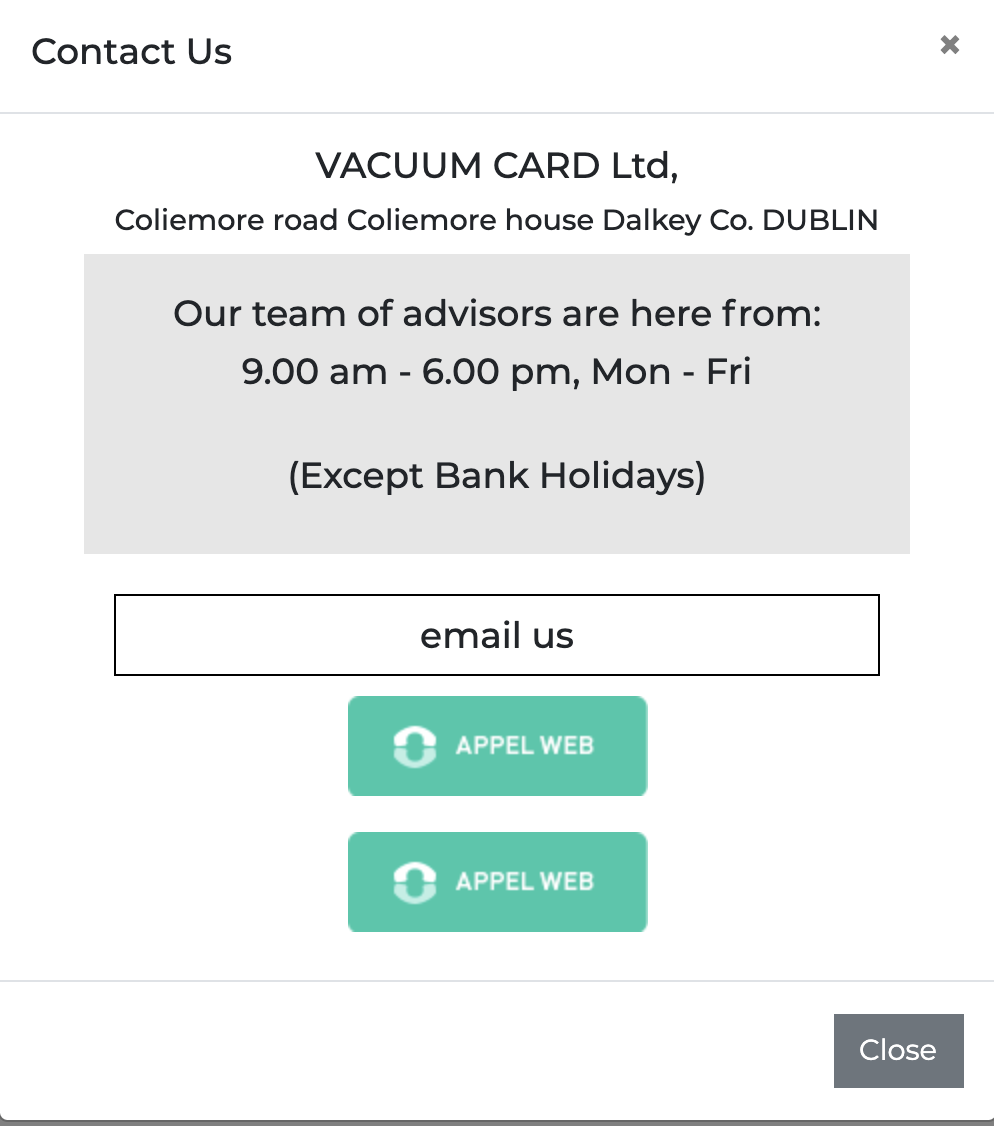 Contact Us
×
VACUUM CARD Ltd,
Coliemore road Coliemore house Dalkey Co. DUBLIN
Our team of advisors are here from:
9.00 am - 6.00 pm, Mon - Fri
(Except Bank Holidays)
email us
APPEL WEB
APPEL WEB
Close